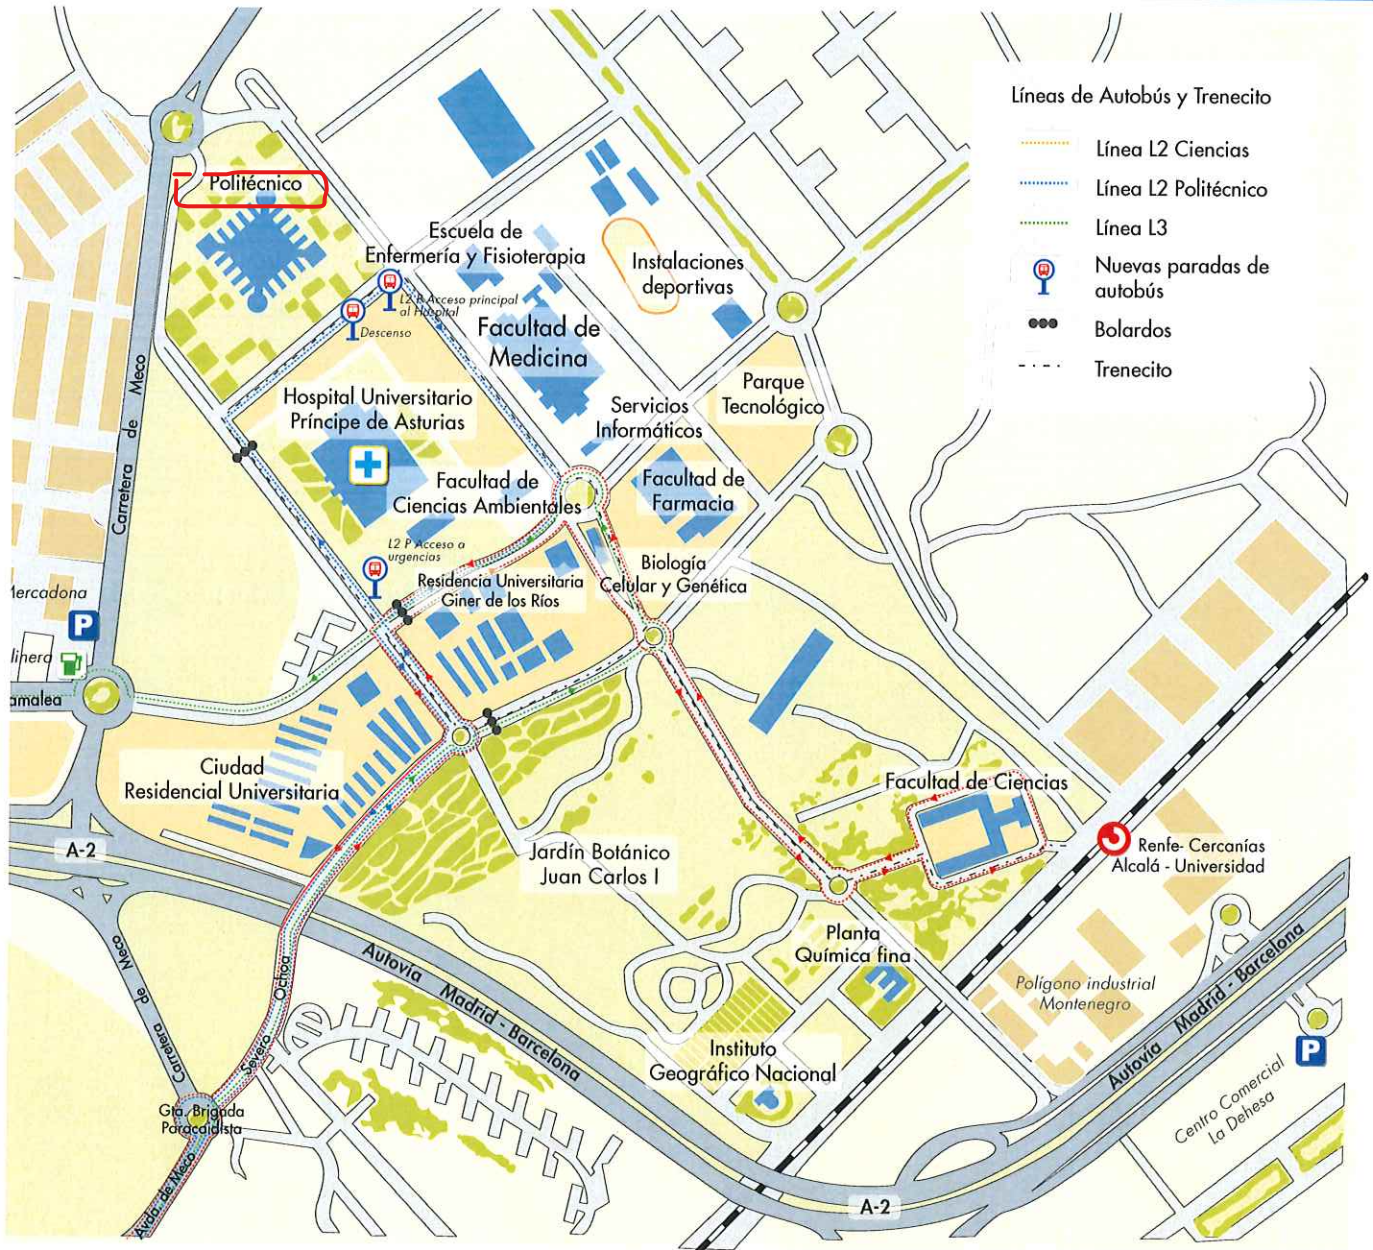 Líneas de Autobús y Trenecito
Línea L2 Ciencias
Línea L2 Politécnico
Línea L3
Nuevas paradas de
autobús
Bolardos
Trenecito
Politécnico
Escuela de
Enfermería y Fisioterapia
Instalaciones
deportivas
L2 P Acceso principal
al Hospital
Descenso
Facultad de
Medicina
Carretera de Meco
Hospital Universitario
Príncipe de Asturias
Parque
Tecnológico
Servicios
Informáticos
Facultad de
Ciencias Ambientales
Facultad de
Farmacia
L2 P Acceso a
urgencias
Residencia Universitaria
Giner de los Ríos
Biología
Celular y Genética
Mercadona
P
linera
amalea
Ciudad
Residencial Universitaria
Facultad de Ciencias
A-2
Jardín Botánico
Juan Carlos I
Renfe- Cercanías
Alcalá - Universidad
Planta
Química fina
Autovía Madrid - Barcelona
Carretera de Meco
Severo Ochoa
Polígono industrial
Montenegro
Autovía Madrid - Barcelona
Instituto
Geográfico Nacional
P
Centro Comercial
La Dehesa
Gta. Brigada
Paracaidista
Avda. de Meco
A-2